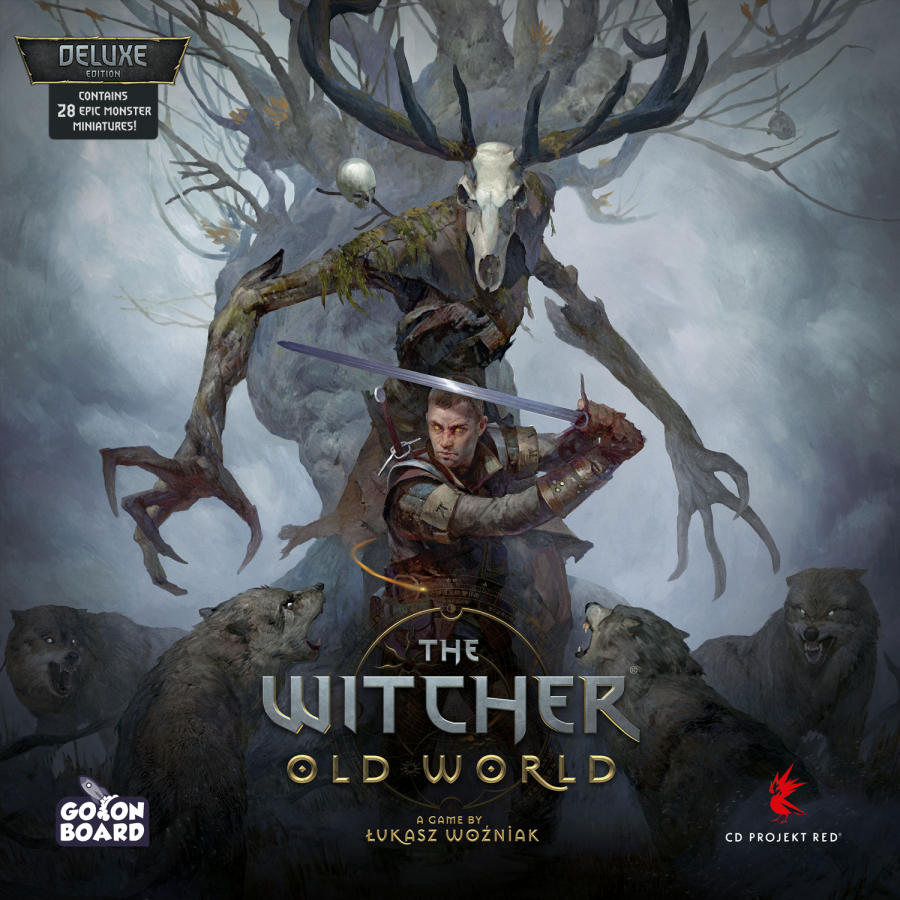 DELUXE
EDITION
CONTAINS
28 EPIC MONSTER
MINIATURES!
THE
WITCHER®
OLD WORLD
A GAME BY
ŁUKASZ WOŹNIAK
GO ON
BOARD
CD PROJEKT RED®